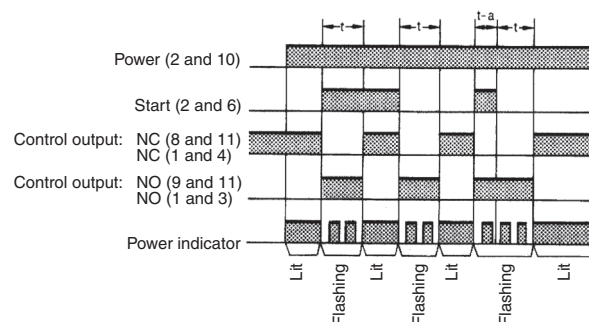 t
t
t-a
t
Power (2 and 10)
Start (2 and 6)
Control output: NC (8 and 11)
NC (1 and 4)
Control output: NO (9 and 11)
NO (1 and 3)
Power indicator
Lit
Flashing
Lit
Flashing
Lit
Flashing
Lit